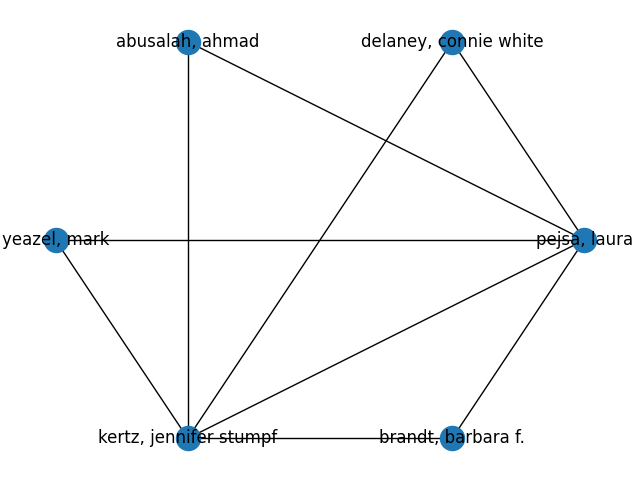 abusalah, ahmad
delaney, connie white
yeazel, mark
pejsa, laura
kertz, jennifer stumpf
brandt, barbara f.